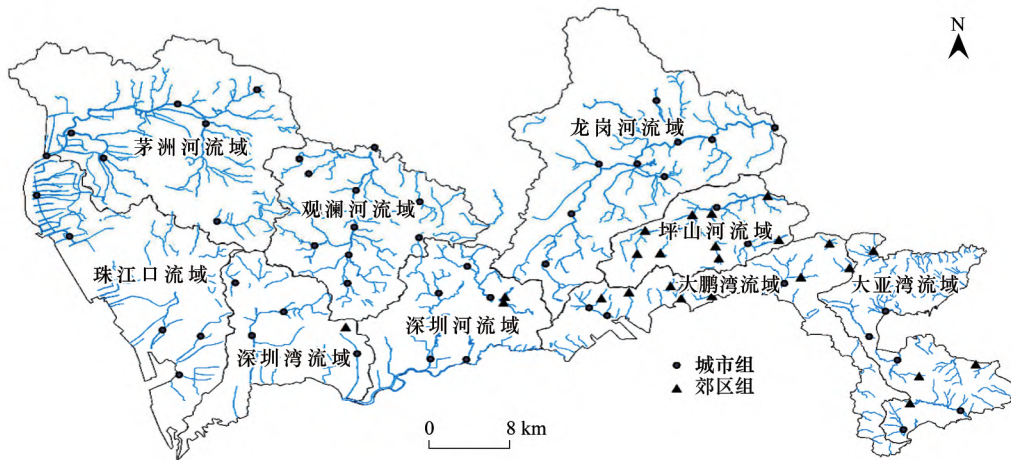 N
龙岗河流域
茅洲河流域
观澜河流域
坪山河流域
珠江口流域
大鹏湾流域
大亚湾流域
深圳河流域
深圳湾流域
城市组
郊区组
0 8 km